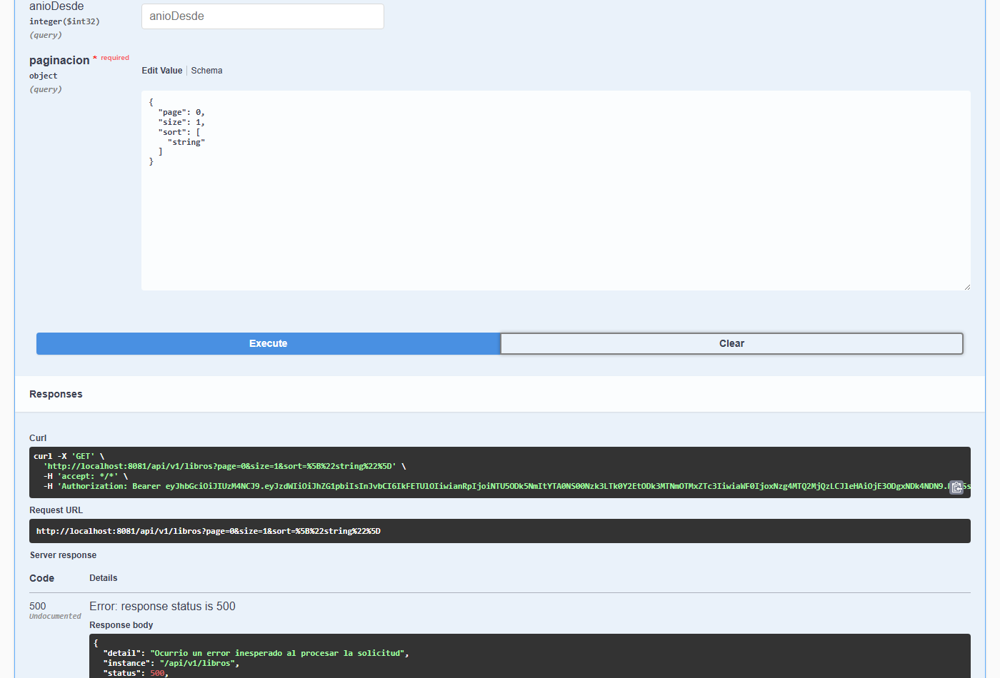 anioDesde
integer($int32)
(query)
anioDesde
paginacion * required
object
(query)
Edit Value | Schema
{
  "page": 0,
  "size": 1,
  "sort": [
    "string"
  ]
}
Execute
Clear
Responses
Curl
curl -X 'GET' \
  'http://localhost:8081/api/v1/libros?page=0&size=1&sort=%5B%22string%22%5D' \
  -H 'accept: */*' \
  -H 'Authorization: Bearer
Request URL
http://localhost:8081/api/v1/libros?page=0&size=1&sort=%5B%22string%22%5D
Server response
Code
Details
500
Undocumented
Error: response status is 500
Response body
{
  "detail": "Ocurrio un error inesperado al procesar la solicitud",
  "instance": "/api/v1/libros",
  "status": 500,